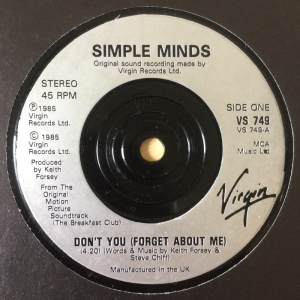 SIMPLE MINDS
Original sound recording made by
Virgin Records Ltd.
STEREO
45 RPM
℗ 1985
Virgin
Records Ltd.
© 1985
Virgin
Records Ltd.
Produced
by Keith
Forsey
From The
Original
Motion
Picture
Soundtrack
(The Breakfast Club)
SIDE ONE
VS 749
VS 749-A
MCA
Music Ltd
Virgin
DON'T YOU (FORGET ABOUT ME)
(4.20) (Words & Music by Keith Forsey &
Steve Chiff)
Manufactured in the UK